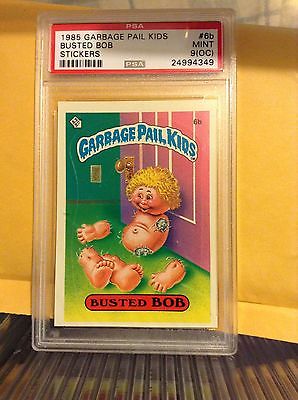 PSA
1985 GARBAGE PAIL KIDS #6b
BUSTED BOB MINT
STICKERS 9(OC)
PSA 24994349
6b
GARBAGE PAIL KIDS
BUSTED BOB